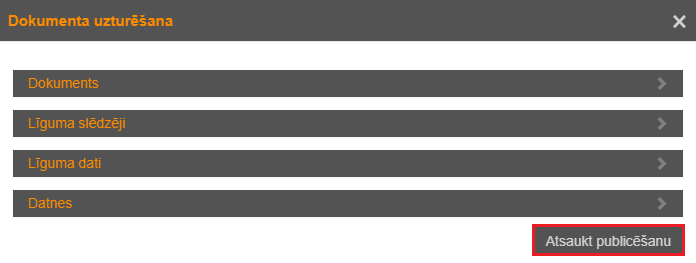 Dokumenta uzturēšana
Dokuments
Līguma slēdzēji
Līguma dati
Datnes
Atsaukt publicēšanu